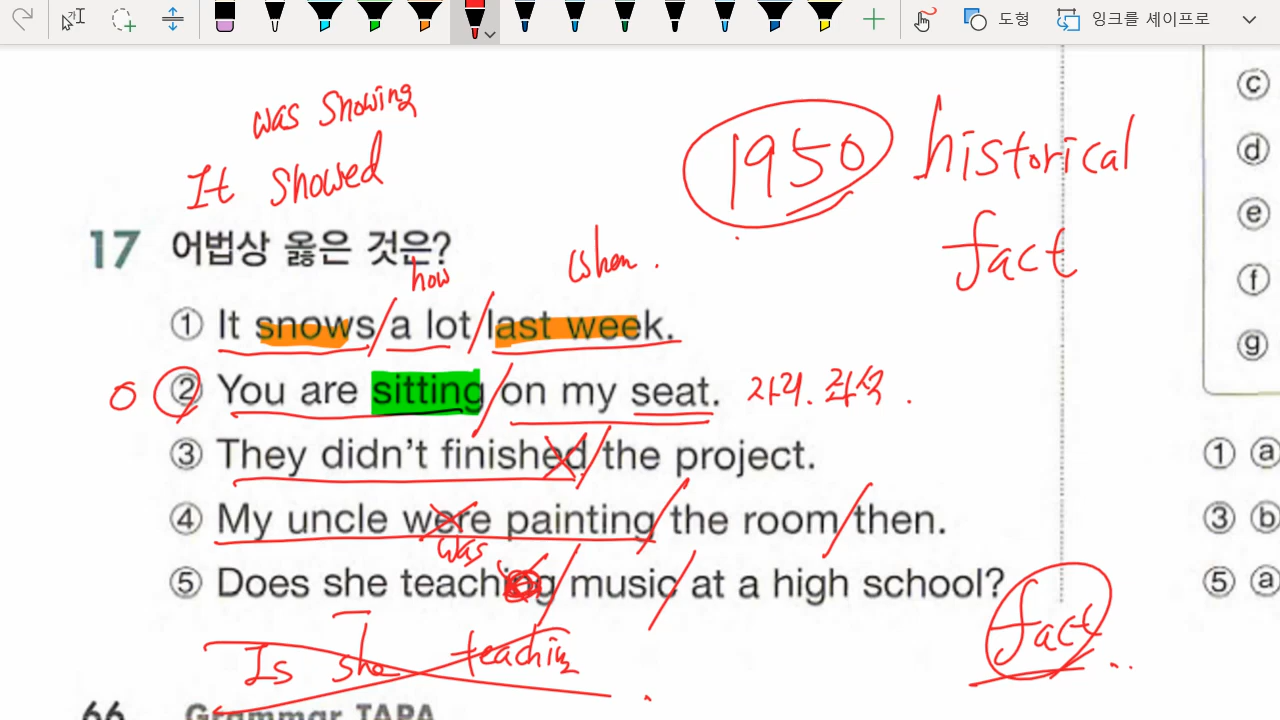 도형 잉크를 셰이프로
was snowing
It snowed
1950 historical
fact
17 어법상 옳은 것은?
how when.
① It snows a lot last week.
② You are sitting on my seat. 자리. 좌석.
③ They didn't finished the project.
④ My uncle were painting the room then.
was
⑤ Does she teaching music at a high school?
fact
Is she teaching
66 Grammar TAPA
ⓒ
ⓓ
ⓔ
ⓕ
ⓖ
① ⓐ
③ ⓑ
⑤ ⓐ